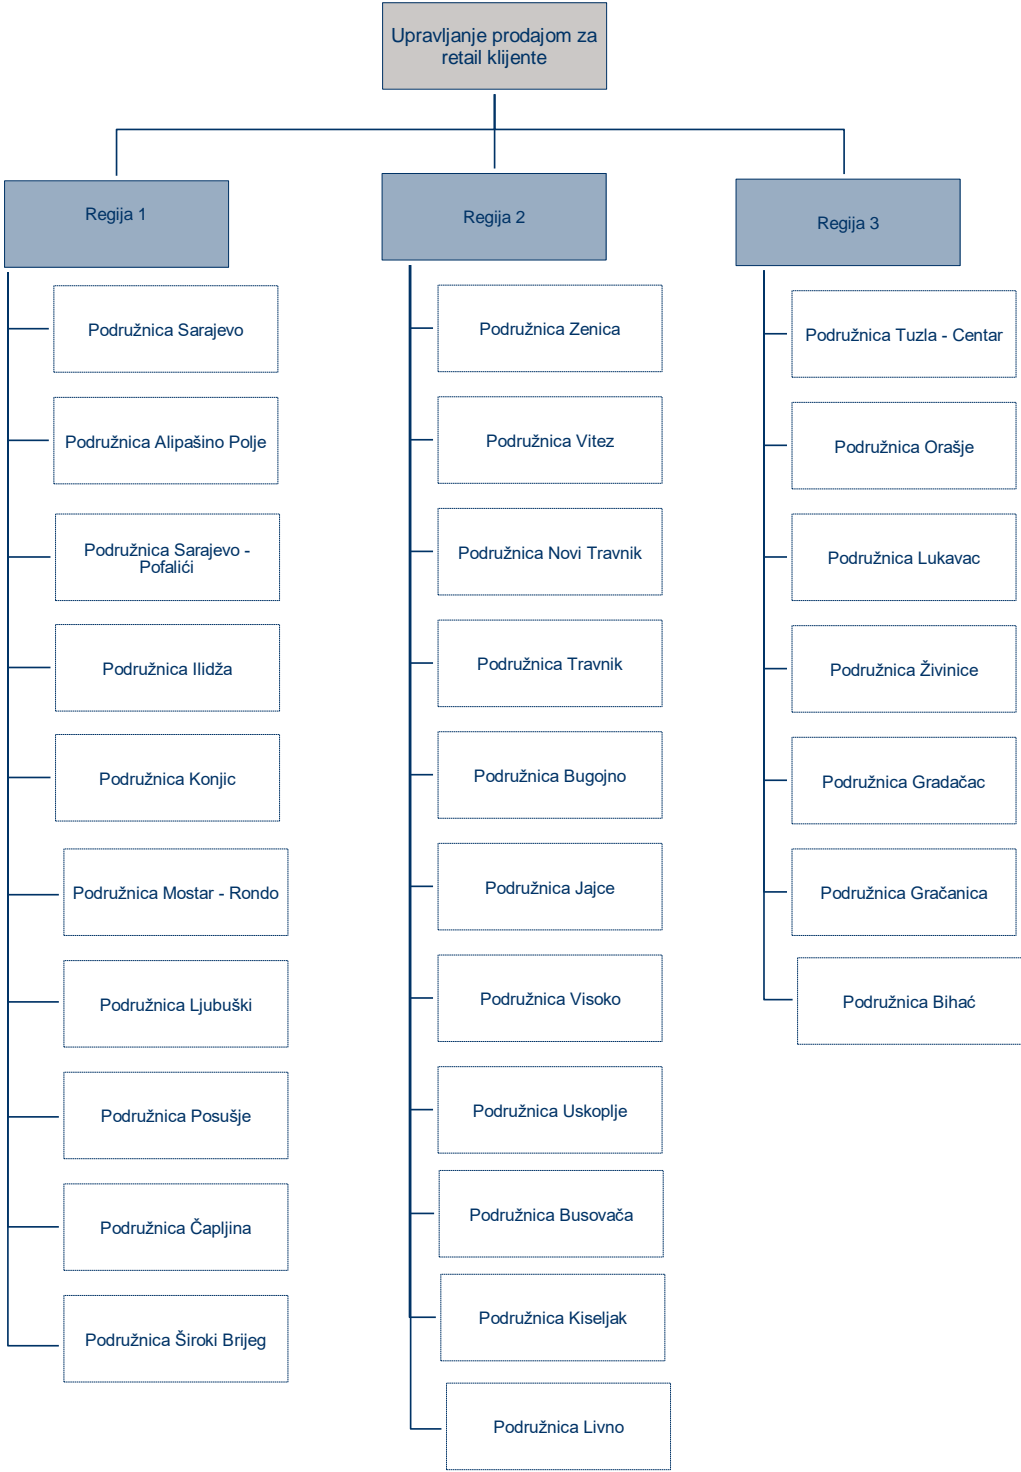 Upravljanje prodajom za
retail klijente
Regija 1
Podružnica Sarajevo
Podružnica Alipašino Polje
Podružnica Sarajevo -
Pofalići
Podružnica Ilidža
Podružnica Konjic
Podružnica Mostar - Rondo
Podružnica Ljubuški
Podružnica Posušje
Podružnica Čapljina
Podružnica Široki Brijeg
Regija 2
Podružnica Zenica
Podružnica Vitez
Podružnica Novi Travnik
Podružnica Travnik
Podružnica Bugojno
Podružnica Jajce
Podružnica Visoko
Podružnica Uskoplje
Podružnica Busovača
Podružnica Kiseljak
Podružnica Livno
Regija 3
Podružnica Tuzla - Centar
Podružnica Orašje
Podružnica Lukavac
Podružnica Živinice
Podružnica Gradačac
Podružnica Gračanica
Podružnica Bihać